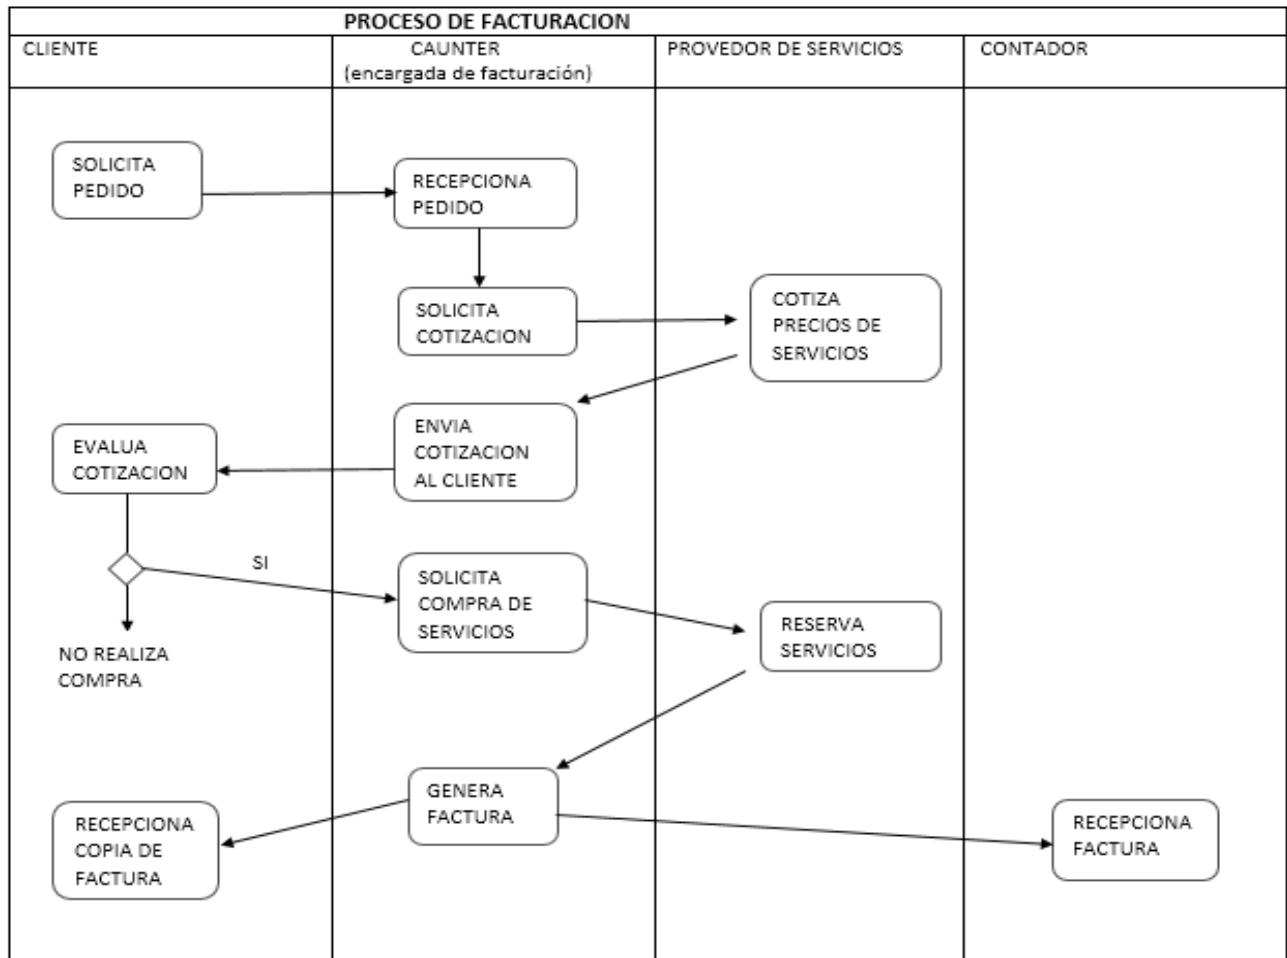 PROCESO DE FACTURACION
CLIENTE
CAUNTER
(encargada de facturación)
PROVEDOR DE SERVICIOS
CONTADOR
SOLICITA
PEDIDO
RECEPCIONA
PEDIDO
SOLICITA
COTIZACION
COTIZA
PRECIOS DE
SERVICIOS
ENVIA
COTIZACION
AL CLIENTE
EVALUA
COTIZACION
SI
SOLICITA
COMPRA DE
SERVICIOS
RESERVA
SERVICIOS
NO REALIZA
COMPRA
GENERA
FACTURA
RECEPCIONA
COPIA DE
FACTURA
RECEPCIONA
FACTURA